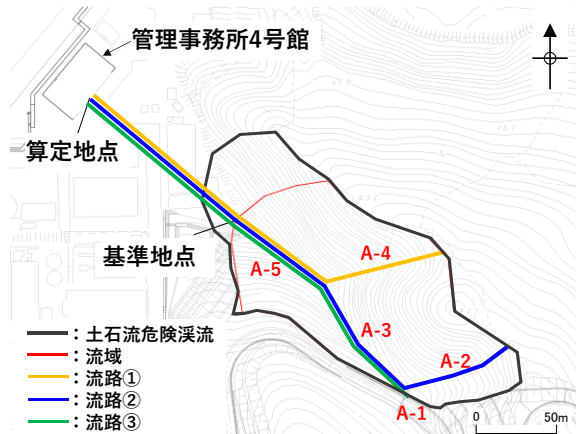 管理事務所4号館
算定地点
基準地点
A-4
A-5
A-3
A-2
A-1
：土石流危険渓流
：流域
：流路①
：流路②
：流路③
0 50m